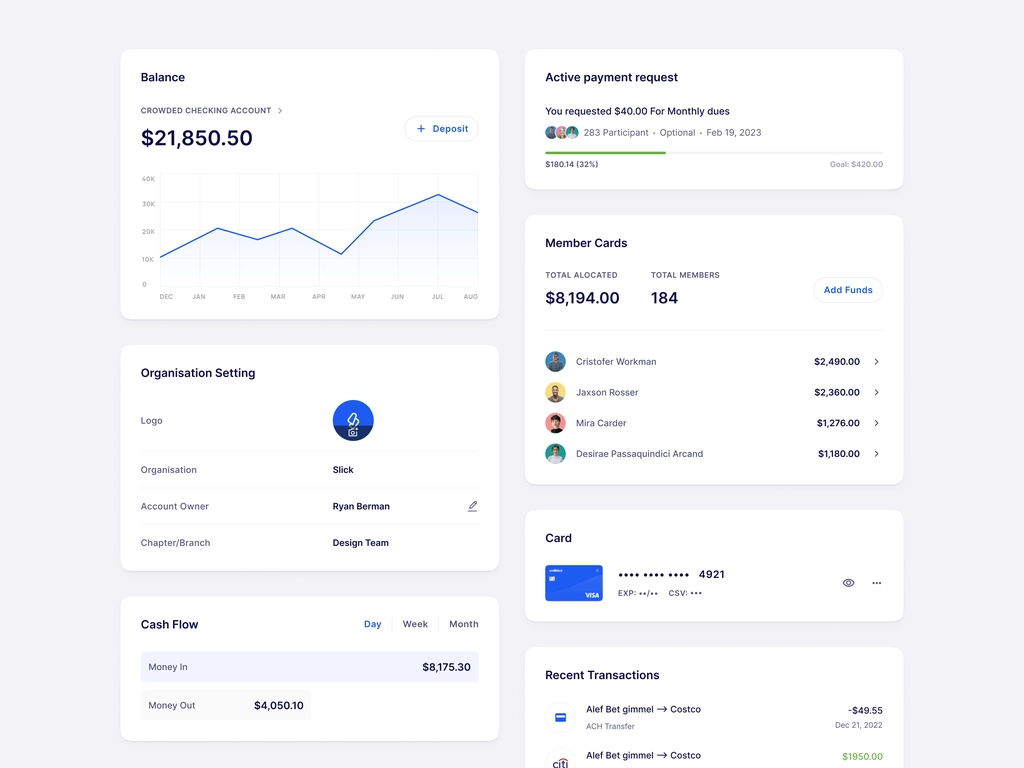 Balance
CROWDED CHECKING ACCOUNT
$21,850.50
+ Deposit
40K
30K
20K
10K
0
DEC JAN FEB MAR APR MAY JUN JUL AUG
Organisation Setting
Logo
Organisation Slick
Account Owner Ryan Berman
Chapter/Branch Design Team
Cash Flow
Day Week Month
Money In $8,175.30
Money Out $4,050.10
Active payment request
You requested $40.00 For Monthly dues
283 Participant • Optional • Feb 19, 2023
$180.14 (32%) Goal: $420.00
Member Cards
TOTAL ALOCATED TOTAL MEMBERS
$8,194.00 184
Add Funds
Cristofer Workman $2,490.00
Jaxson Rosser $2,360.00
Mira Carder $1,276.00
Desirae Passaquindici Arcand $1,180.00
Card
VISA
•••• •••• •••• 4921
EXP: ••/•• CSV: •••
Recent Transactions
Alef Bet gimmel → Costco -$49.55
ACH Transfer Dec 21, 2022
citi
Alef Bet gimmel → Costco $1950.00